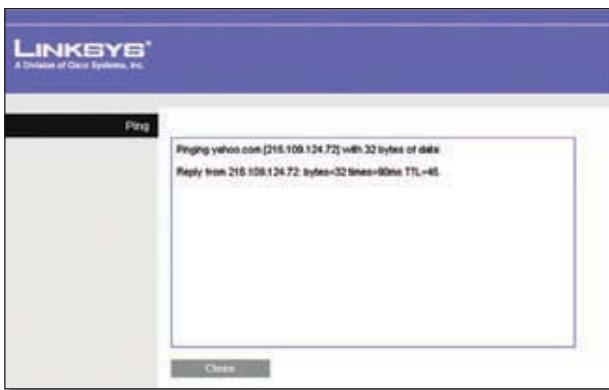 LINKSYS®
A Division of Cisco Systems, Inc.
Ping
Pinging yahoo.com [216.109.124.72] with 32 bytes of data
Reply from 216.109.124.72: bytes=32 times=90ms TTL=45
Close